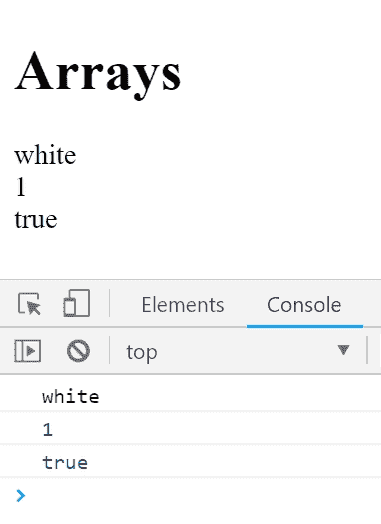 Arrays
white
1
true
Elements Console
top
white
1
true